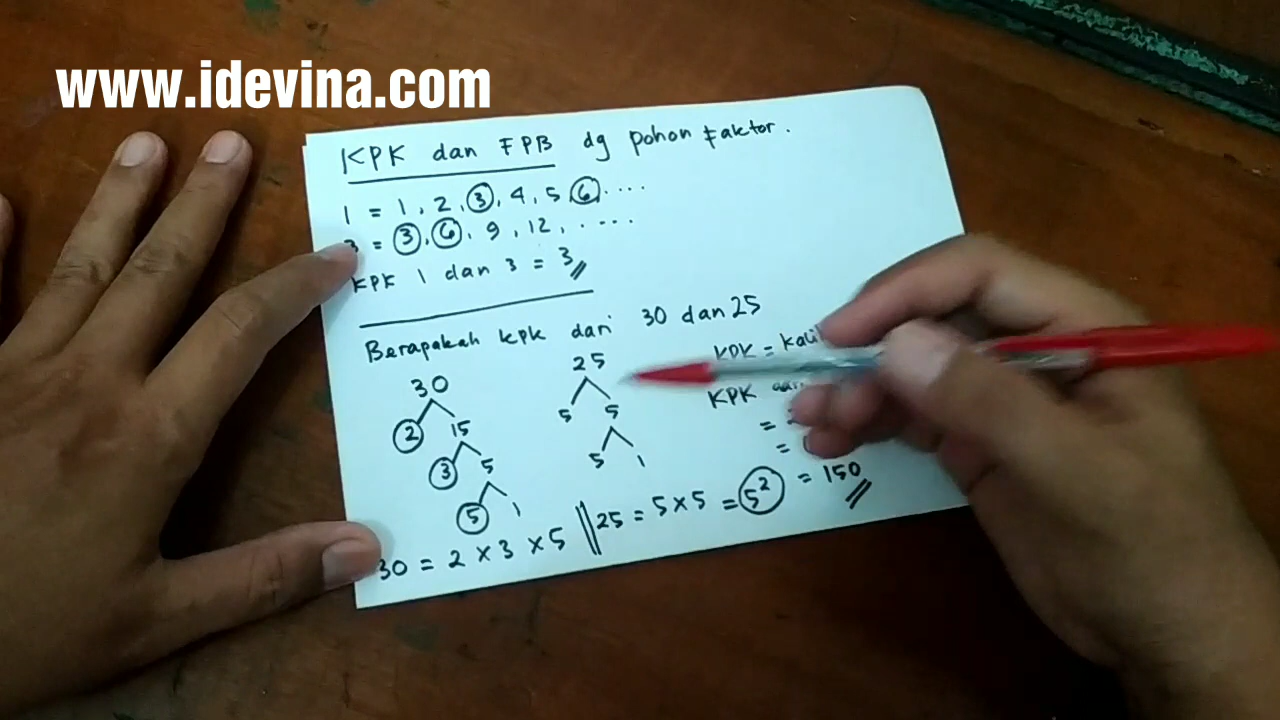 www.idevina.com
KPK dan FPB dg pohon faktor.
1 = 1, 2, 3, 4, 5, 6, ....
3 = 3, 6, 9, 12, ....
KPK 1 dan 3 = 3
Berapakah kpk dari 30 dan 25
30
2 15
3 5
5 1
30 = 2 x 3 x 5
25
5 5
5 1
25 = 5 x 5 = 5²
KPK =
KPK
=
=
= 150